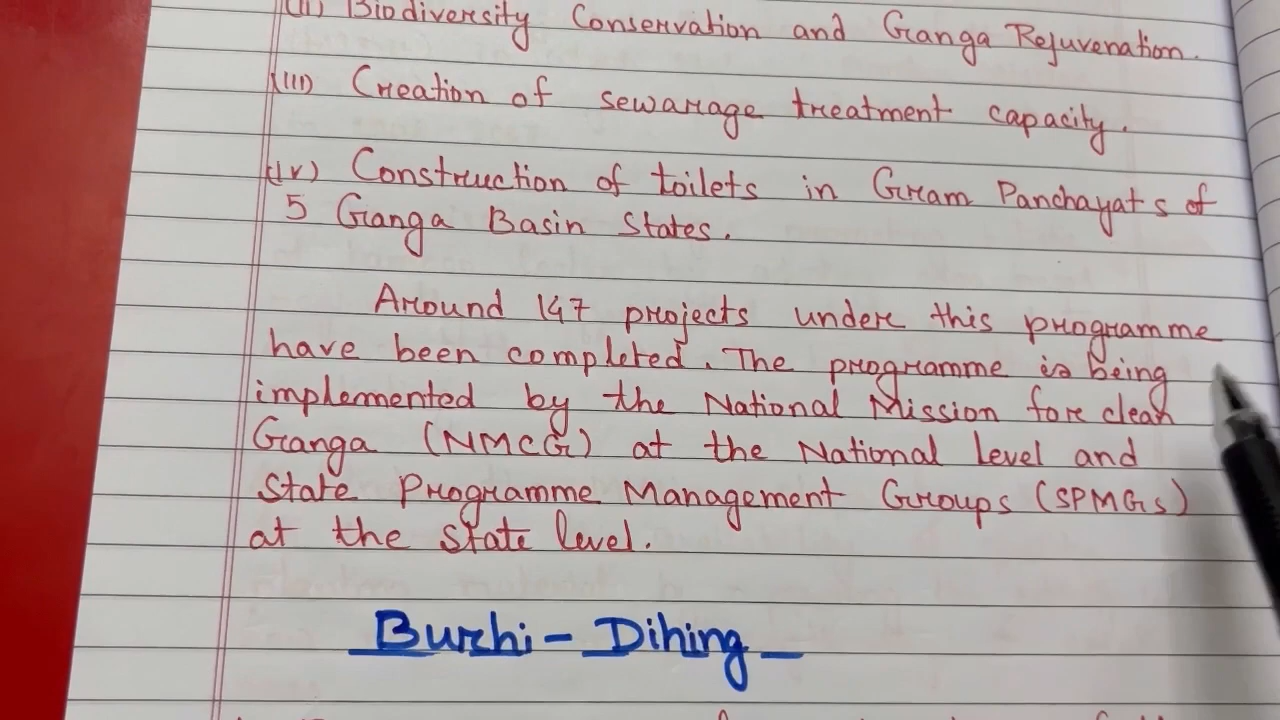 (ii) Biodiversity Conservation and Ganga Rejuvenation.
(iii) Creation of sewarage treatment capacity.
(iv) Construction of toilets in Gram Panchayats of
5 Ganga Basin States.
Around 147 projects under this programme
have been completed. The programme is being
implemented by the National Mission for clean
Ganga (NMCG) at the National Level and
State Programme Management Groups (SPMGs)
at the state level.
Burhi - Dihing